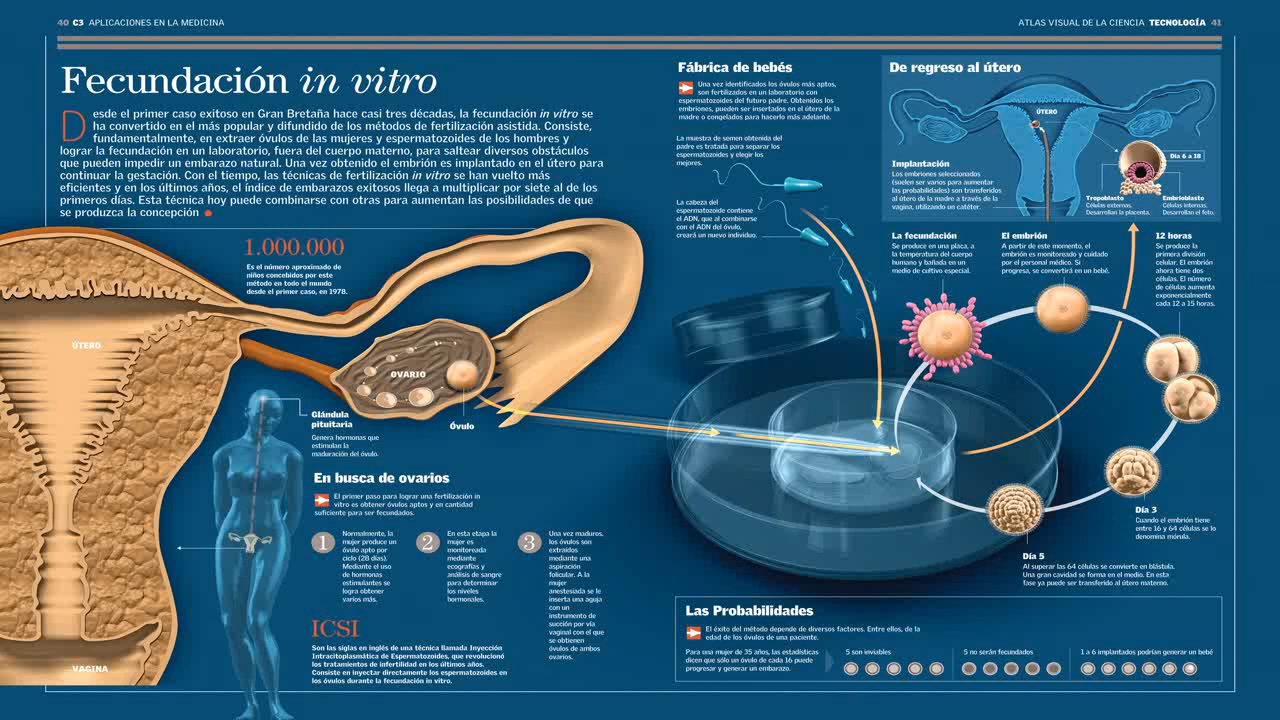 40 C3 APLICACIONES EN LA MEDICINA
ATLAS VISUAL DE LA CIENCIA TECNOLOGÍA 41
Fecundación in vitro
Desde el primer caso exitoso en Gran Bretaña hace casi tres décadas, la fecundación in vitro se
ha convertido en el más popular y difundido de los métodos de fertilización asistida. Consiste,
fundamentalmente, en extraer óvulos de las mujeres y espermatozoides de los hombres y
lograr la fecundación en un laboratorio, fuera del cuerpo materno, para saltear diversos obstáculos
que pueden impedir un embarazo natural. Una vez obtenido el embrión es implantado en el útero para
continuar la gestación. Con el tiempo, las técnicas de fertilización in vitro se han vuelto más
eficientes y en los últimos años, el índice de embarazos exitosos llega a multiplicar por siete al de los
primeros días. Esta técnica hoy puede combinarse con otras para aumentar las posibilidades de que
se produzca la concepción
1.000.000
Es el número aproximado de
niños concebidos por este
método en todo el mundo
desde el primer caso, en 1978.
ÚTERO
OVARIO
Óvulo
VAGINA
Glándula
pituitaria
Genera hormonas que
estimulan la
maduración del óvulo.
En busca de ovarios
El primer paso para lograr una fertilización in
vitro es obtener óvulos aptos y en cantidad
suficiente para ser fecundados.
1
Normalmente, la
mujer produce un
óvulo apto por
ciclo (28 días).
Mediante el uso
de hormonas
estimulantes se
logra obtener
varios más.
2
En esta etapa la
mujer es
monitoreada
mediante
ecografías y
análisis de sangre
para determinar
los niveles
hormonales.
3
Una vez maduros,
los óvulos son
extraídos
mediante una
aspiración
folicular. A la
mujer
anestesiada se le
inserta una aguja
con un
instrumento de
succión por vía
vaginal con el que
se obtienen
óvulos de ambos
ovarios.
ICSI
Son las siglas en inglés de una técnica llamada Inyección
Intracitoplasmática de Espermatozoides, que revolucionó
los tratamientos de infertilidad en los últimos años.
Consiste en inyectar directamente los espermatozoides en
los óvulos durante la fecundación in vitro.
Fábrica de bebés
Una vez identificados los óvulos más aptos,
son fertilizados en un laboratorio con
espermatozoides del futuro padre. Obtenidos los
embriones, pueden ser insertados en el útero de la
madre o congelados para hacerlo más adelante.
La muestra de semen obtenida del
padre es tratada para separar los
espermatozoides y elegir los
mejores.
La cabeza del
espermatozoide contiene
el ADN, que al combinarse
con el ADN del óvulo,
creará un nuevo individuo.
De regreso al útero
ÚTERO
Implantación
Los embriones seleccionados
(suelen ser varios para aumentar
las probabilidades) son transferidos
al útero de la madre a través de la
vagina, utilizando un catéter.
Día 6 a 18
Tropoblasto
Células externas.
Desarrollan la placenta.
Embrioblasto
Células internas.
Desarrollan el feto.
La fecundación
Se produce en una placa, a
la temperatura del cuerpo
humano y bañada en un
medio de cultivo especial.
El embrión
A partir de este momento, el
embrión es monitoreado y cuidado
por el personal médico. Si
progresa, se convertirá en un bebé.
12 horas
Se produce la
primera división
celular. El embrión
ahora tiene dos
células. El número
de células aumenta
exponencialmente
cada 12 a 15 horas.
Día 3
Cuando el embrión tiene
entre 16 y 64 células se lo
denomina mórula.
Día 5
Al superar las 64 células se convierte en blástula.
Una gran cavidad se forma en el medio. En esta
fase ya puede ser transferido al útero materno.
Las Probabilidades
El éxito del método depende de diversos factores. Entre ellos, de la
edad de los óvulos de una paciente.
Para una mujer de 35 años, las estadísticas
dicen que sólo un óvulo de cada 16 puede
progresar y generar un embarazo.
5 son inviables
5 no serán fecundados
1 a 6 implantados podrían generar un bebé